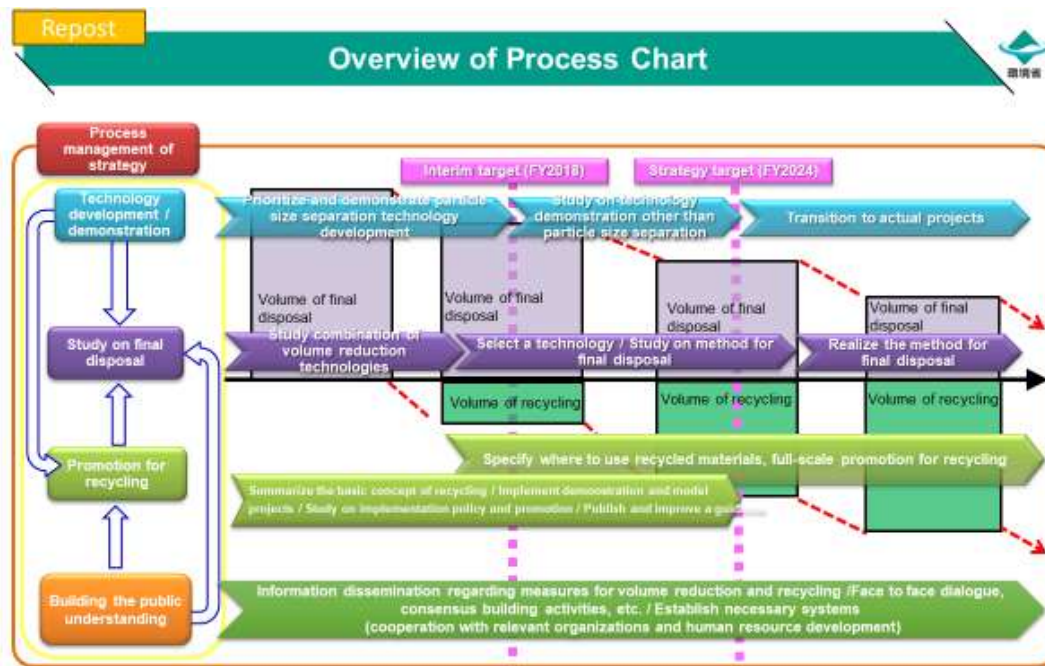 Repost
Overview of Process Chart
環境省
Process
management of
strategy
Interim target (FY2018)
Strategy target (FY2024)
Technology
development /
demonstration
Prioritize and demonstrate particle
size separation technology
development
Study on technology
demonstration other than
particle size separation
Transition to actual projects
Volume of final
disposal
Volume of final
disposal
Volume of final
disposal
Volume of final
disposal
Study on final
disposal
Study combination of
volume reduction
technologies
Select a technology / Study on method for
final disposal
Realize the method for
final disposal
Volume of recycling
Volume of recycling
Volume of recycling
Promotion for
recycling
Specify where to use recycled materials, full-scale promotion for recycling
Summarize the basic concept of recycling / Implement demonstration and model
projects / Study on implementation policy and promotion / Publish and improve a
Building the public
understanding
Information dissemination regarding measures for volume reduction and recycling /Face to face dialogue,
consensus building activities, etc. / Establish necessary systems
(cooperation with relevant organizations and human resource development)